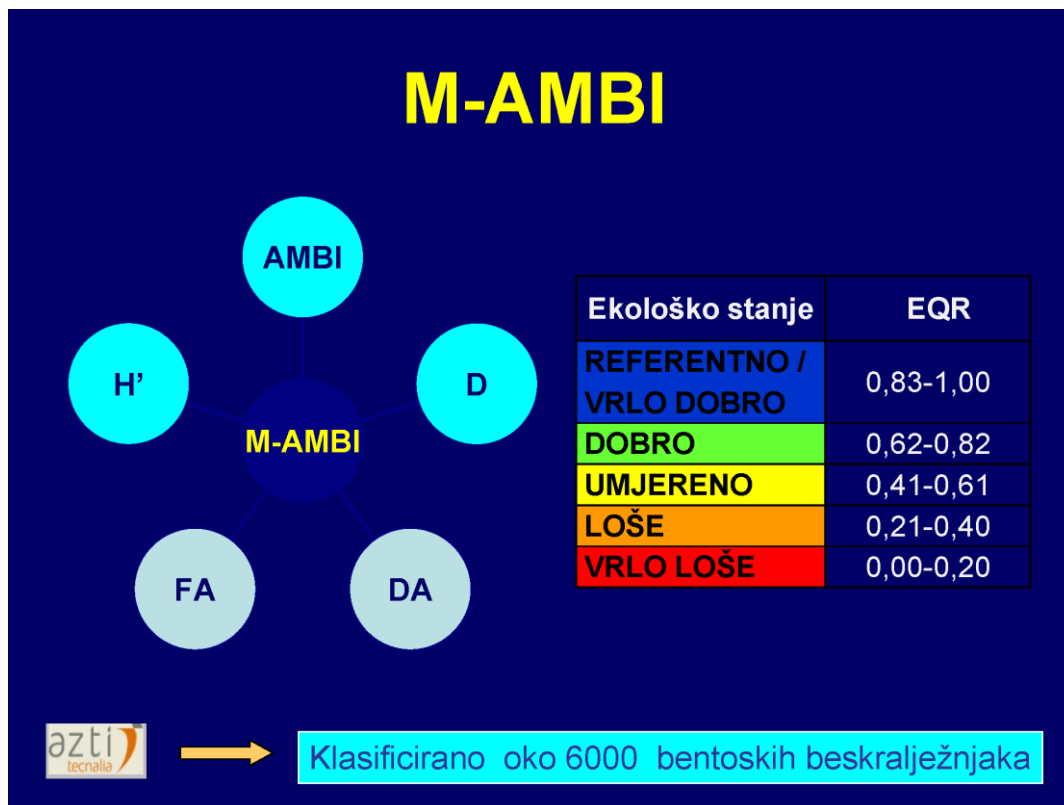 M-AMBI
AMBI
H’
D
M-AMBI
FA
DA
Ekološko stanje EQR
REFERENTNO /
VRLO DOBRO 0,83-1,00
DOBRO 0,62-0,82
UMJERENO 0,41-0,61
LOŠE 0,21-0,40
VRLO LOŠE 0,00-0,20
azti
tecnalia
Klasificirano oko 6000 bentoskih beskralježnjaka